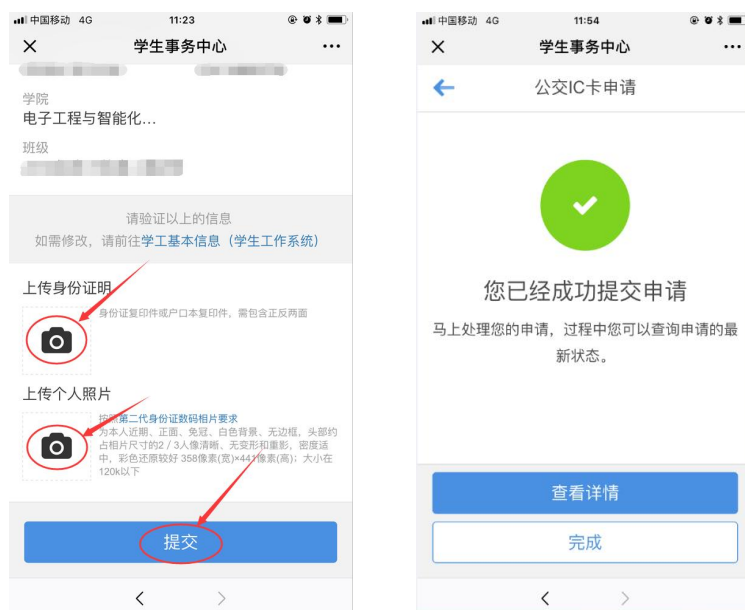 中国移动 4G 11:23
学生事务中心
学院
电子工程与智能化...
班级
请验证以上的信息
如需修改，请前往学工基本信息（学生工作系统）
上传身份证明
身份证复印件或户口本复印件，需包含正反两面
上传个人照片
按照第二代身份证数码相片要求
为本人近期、正面、免冠、白色背景、无边框，头部约
占相片尺寸的2 / 3人像清晰、无变形和重影，密度适
中，彩色还原较好 358像素(宽)×441像素(高)；大小在
120k以下
提交
中国移动 4G 11:54
学生事务中心
公交IC卡申请
您已经成功提交申请
马上处理您的申请，过程中您可以查询申请的最
新状态。
查看详情
完成